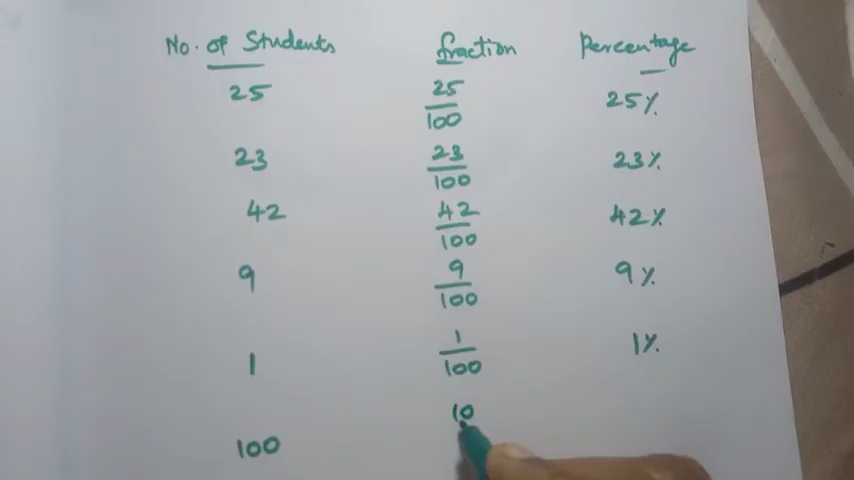 No. of Students fraction Percentage
25 25/100 25%
23 23/100 23%
42 42/100 42%
9 9/100 9%
1 1/100 1%
100 10